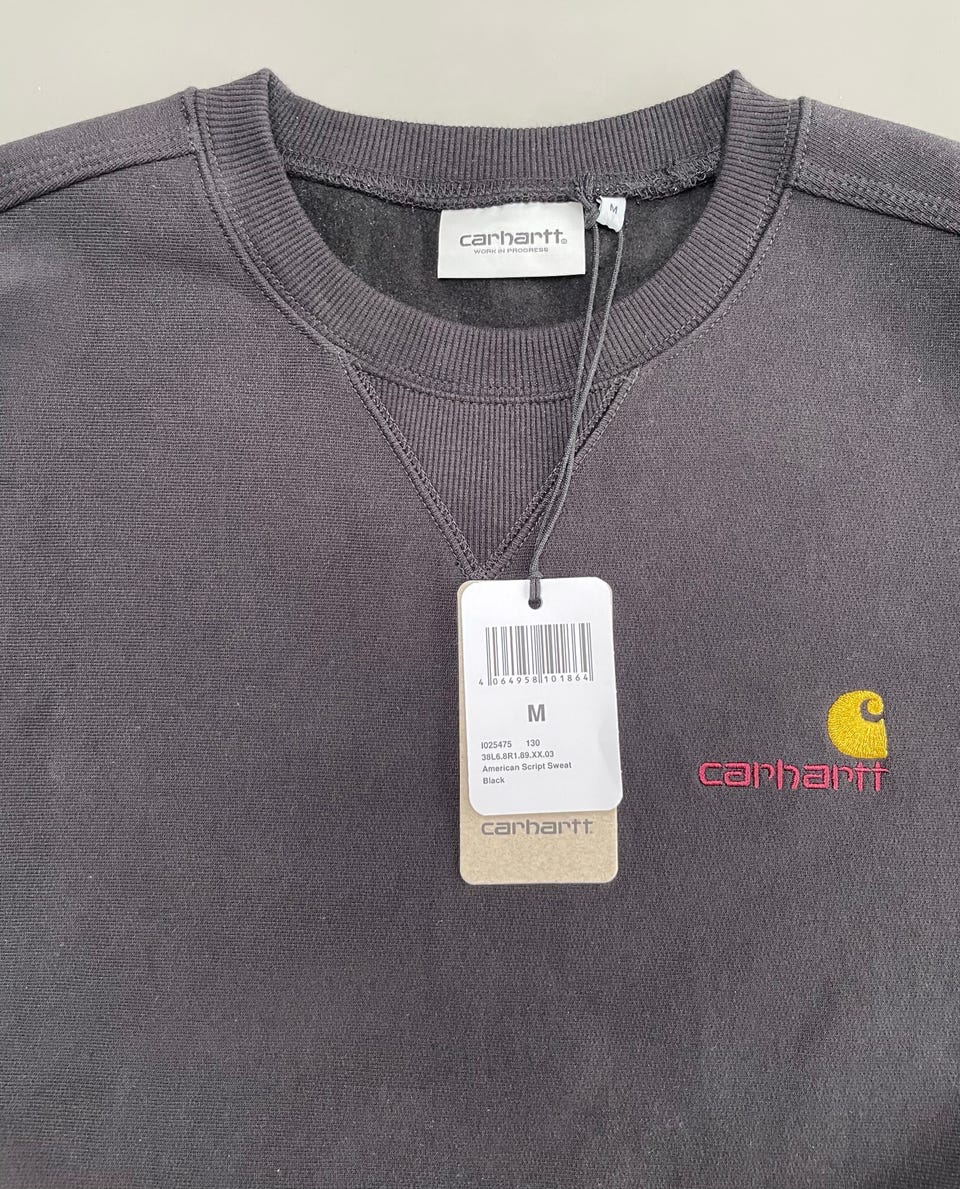 carhartt®
WORK IN PROGRESS
M
4 064958 101864
M
I025475 130
38L6.8R1.89.XX.03
American Script Sweat
Black
carhartt
carhartt